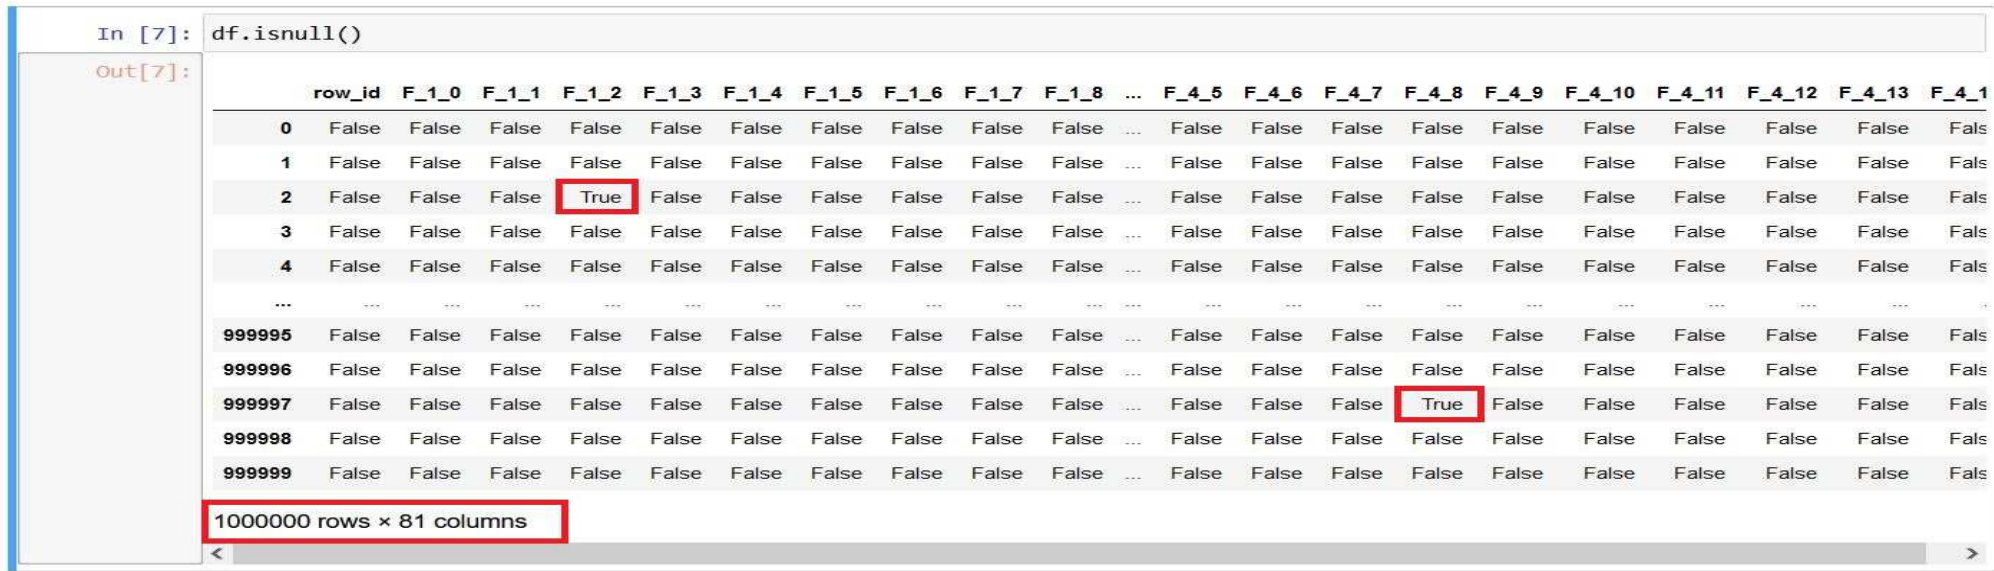 In [7]: df.isnull()
Out[7]:
row_id F_1_0 F_1_1 F_1_2 F_1_3 F_1_4 F_1_5 F_1_6 F_1_7 F_1_8 ... F_4_5 F_4_6 F_4_7 F_4_8 F_4_9 F_4_10 F_4_11 F_4_12 F_4_13 F_4_1
0 False False False False False False False False False False ... False False False False False False False False False Fals
1 False False False False False False False False False False ... False False False False False False False False False Fals
2 False False False True False False False False False False ... False False False False False False False False False Fals
3 False False False False False False False False False False ... False False False False False False False False False Fals
4 False False False False False False False False False False ... False False False False False False False False False Fals
... ... ... ... ... ... ... ... ... ... ... ... ... ... ... ... ... ... ... ... ... .
999995 False False False False False False False False False False ... False False False False False False False False False Fals
999996 False False False False False False False False False False ... False False False False False False False False False Fals
999997 False False False False False False False False False False ... False False False True False False False False False Fals
999998 False False False False False False False False False False ... False False False False False False False False False Fals
999999 False False False False False False False False False False ... False False False False False False False False False Fals
1000000 rows × 81 columns